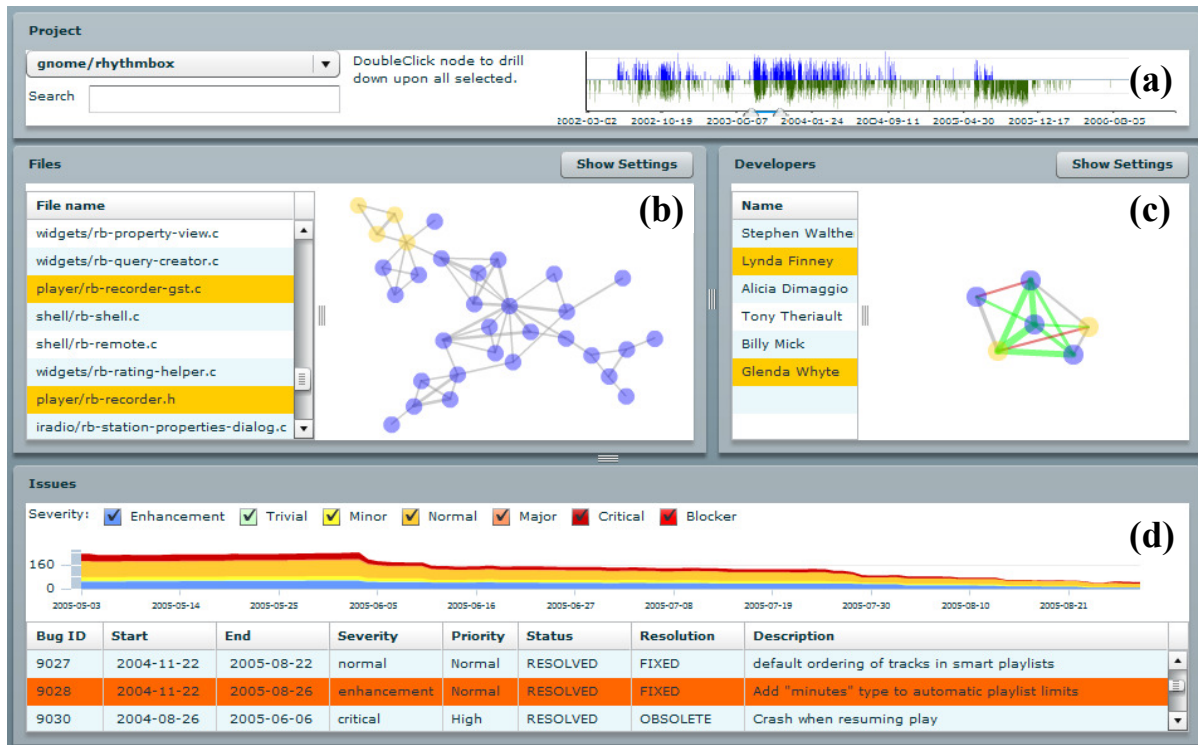 Project
gnome/rhythmbox
DoubleClick node to drill
down upon all selected.
Search
(a)
2002-03-02 2002-10-19 2003-06-07 2004-01-24 2004-09-11 2005-04-30 2005-12-17 2006-08-05
Files
Show Settings
(b)
File name
widgets/rb-property-view.c
widgets/rb-query-creator.c
player/rb-recorder-gst.c
shell/rb-shell.c
shell/rb-remote.c
widgets/rb-rating-helper.c
player/rb-recorder.h
iradio/rb-station-properties-dialog.c
Developers
Show Settings
(c)
Name
Stephen Walthe
Lynda Finney
Alicia Dimaggio
Tony Theriault
Billy Mick
Glenda Whyte
Issues
Severity: Enhancement Trivial Minor Normal Major Critical Blocker
(d)
160
0
2005-05-03 2005-05-14 2005-05-25 2005-06-05 2005-06-16 2005-06-27 2005-07-08 2005-07-19 2005-07-30 2005-08-10 2005-08-21
Bug ID Start End Severity Priority Status Resolution Description
9027 2004-11-22 2005-08-22 normal Normal RESOLVED FIXED default ordering of tracks in smart playlists
9028 2004-11-22 2005-08-26 enhancement Normal RESOLVED FIXED Add "minutes" type to automatic playlist limits
9030 2004-08-26 2005-06-06 critical High RESOLVED OBSOLETE Crash when resuming play